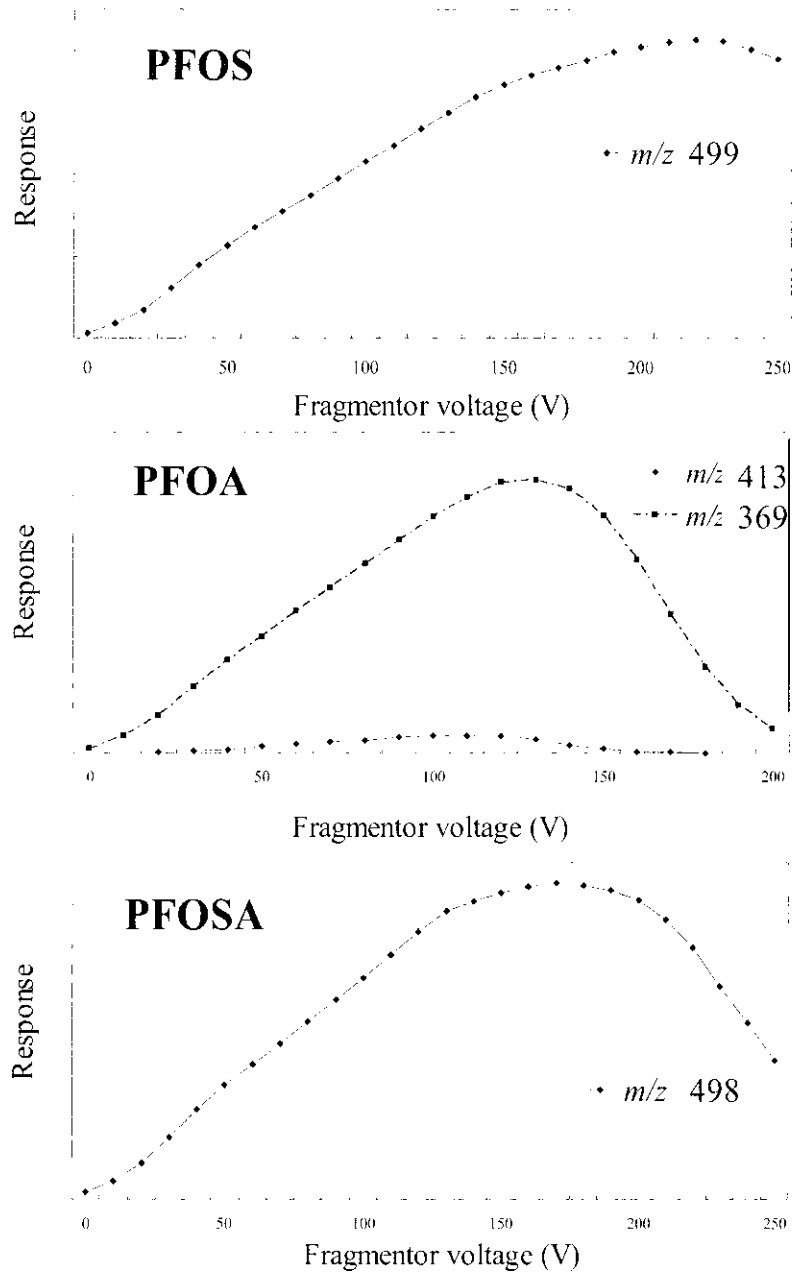 PFOS
m/z 499
Response
0 50 100 150 200 250
Fragmentor voltage (V)
PFOA
m/z 413
m/z 369
Response
0 50 100 150 200
Fragmentor voltage (V)
PFOSA
Response
m/z 498
0 50 100 150 200 250
Fragmentor voltage (V)